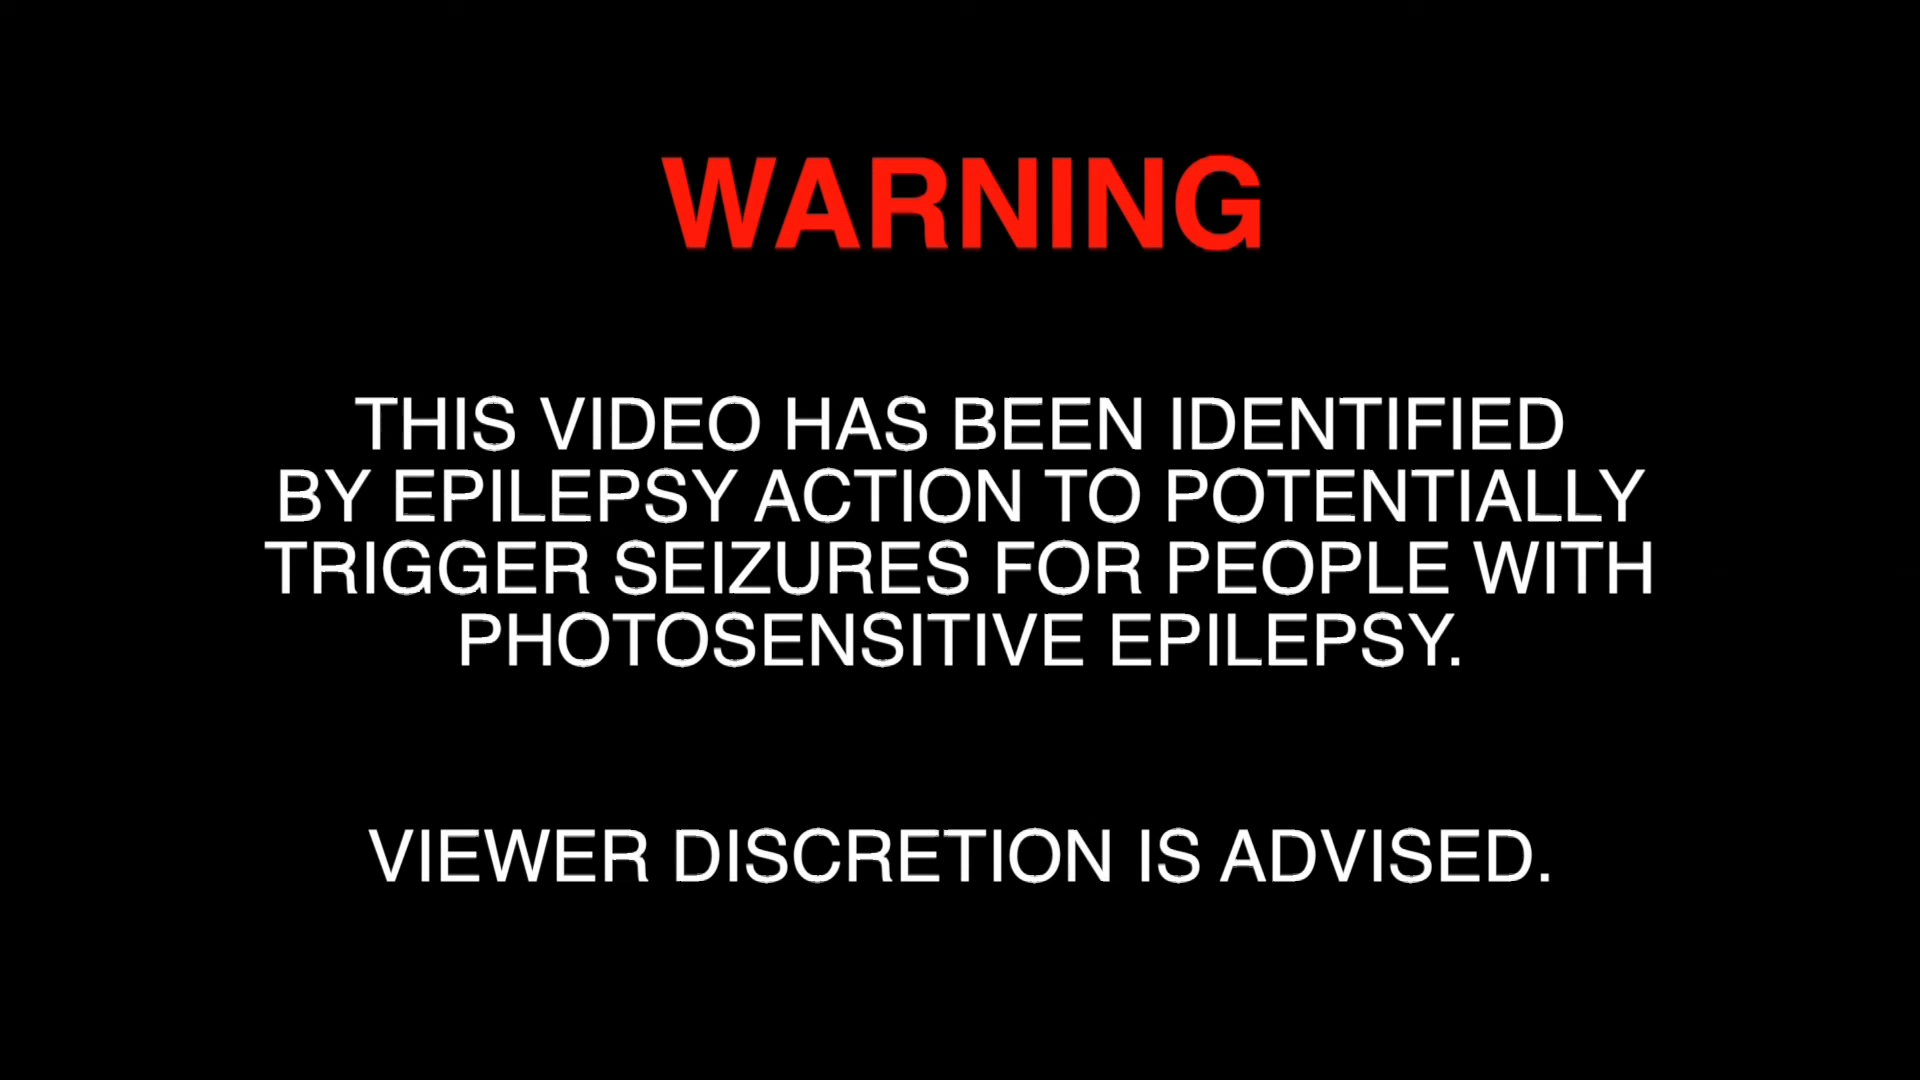 WARNING
THIS VIDEO HAS BEEN IDENTIFIED
BY EPILEPSY ACTION TO POTENTIALLY
TRIGGER SEIZURES FOR PEOPLE WITH
PHOTOSENSITIVE EPILEPSY.
VIEWER DISCRETION IS ADVISED.